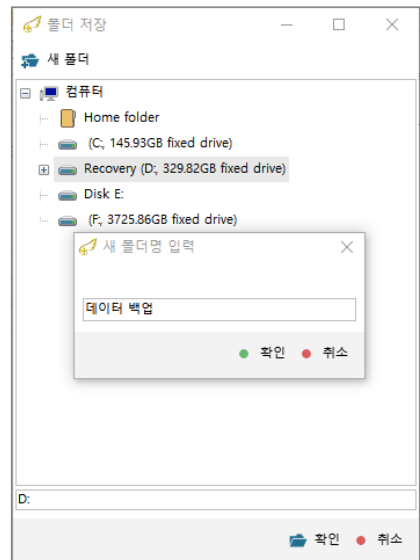 폴더 저장
새 폴더
컴퓨터
Home folder
(C:, 145.93GB fixed drive)
Recovery (D:, 329.82GB fixed drive)
Disk E:
(F:, 3725.86GB fixed drive)
새 폴더명 입력
데이터 백업
확인 취소
D:
확인 취소